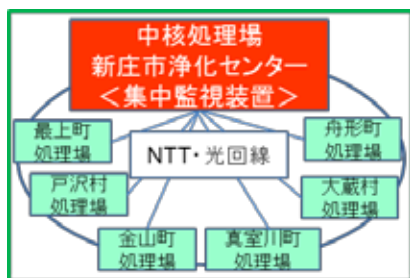 中核処理場
新庄市浄化センター
＜集中監視装置＞
最上町
処理場
舟形町
処理場
NTT・光回線
戸沢村
処理場
大蔵村
処理場
金山町
処理場
真室川町
処理場